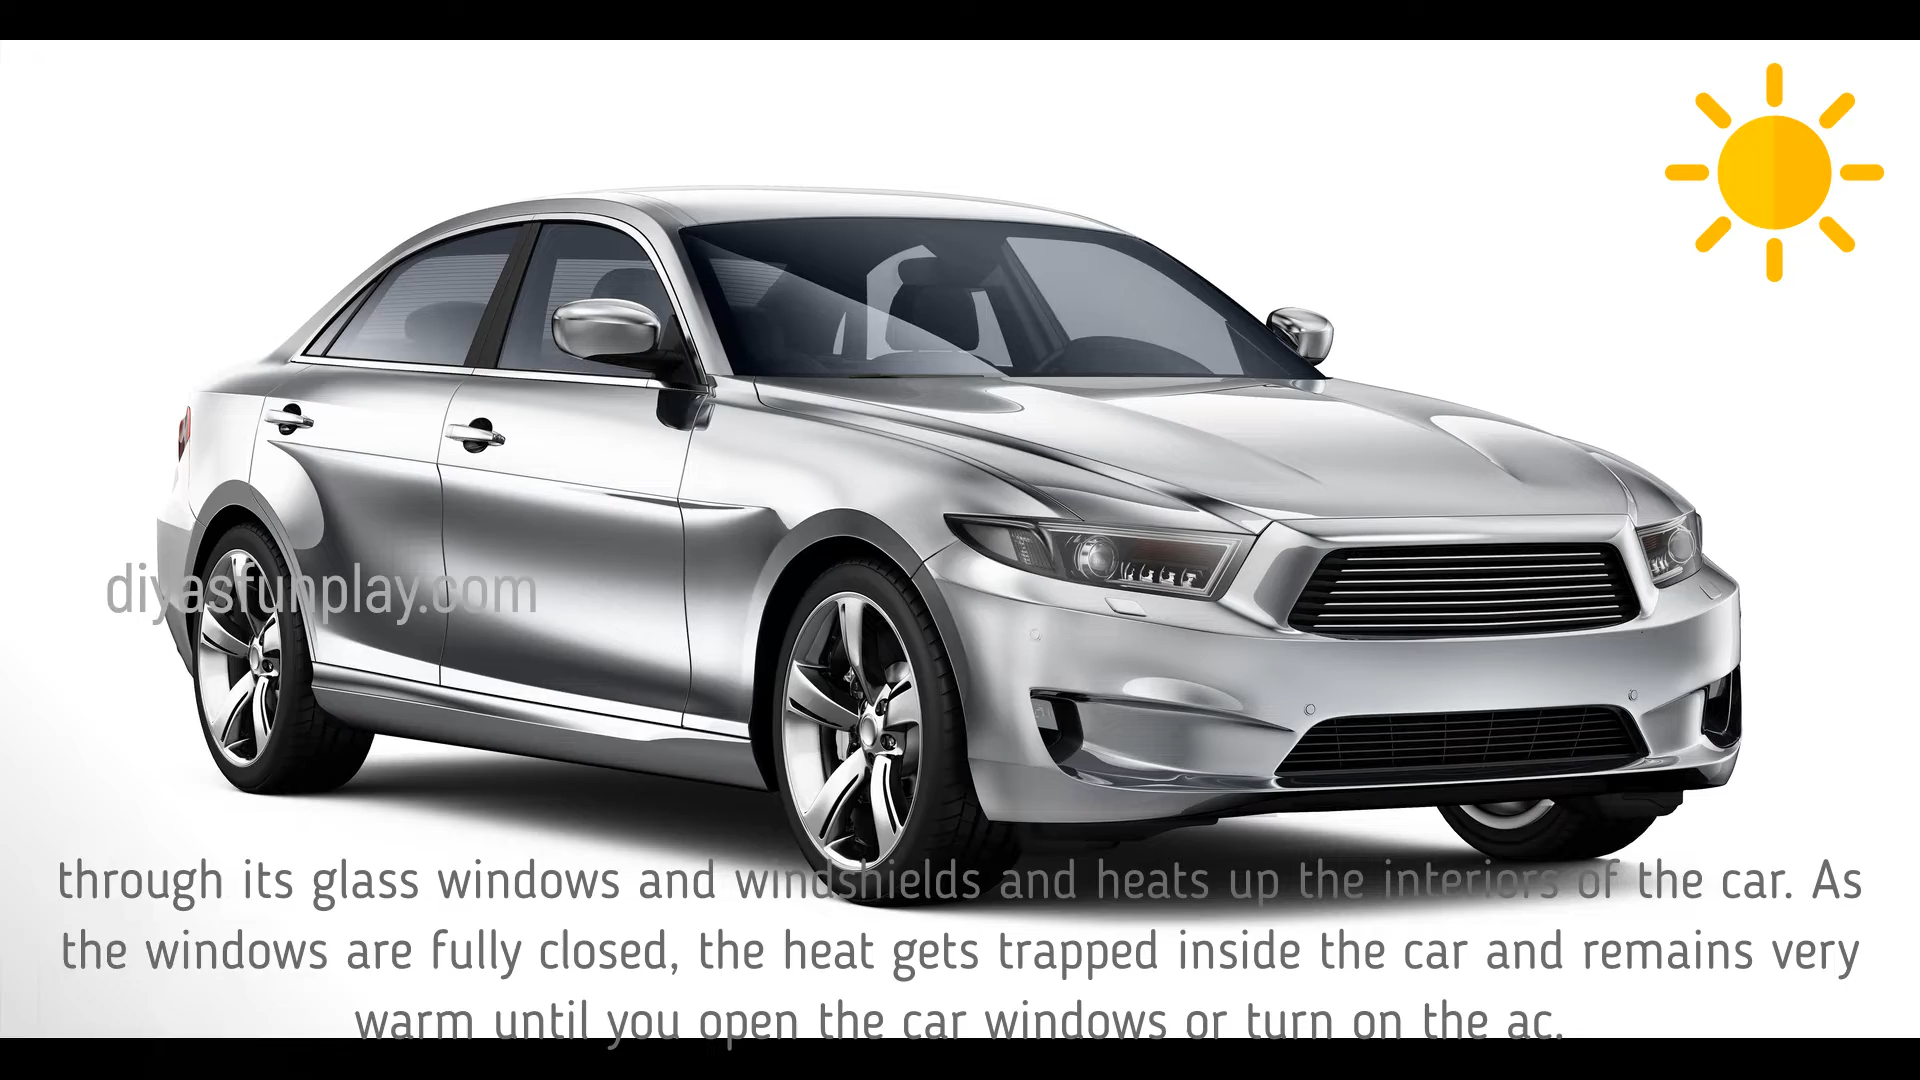 diyasfunplay.com
through its glass windows and windshields and heats up the interiors of the car. As
the windows are fully closed, the heat gets trapped inside the car and remains very
warm until you open the car windows or turn on the ac.